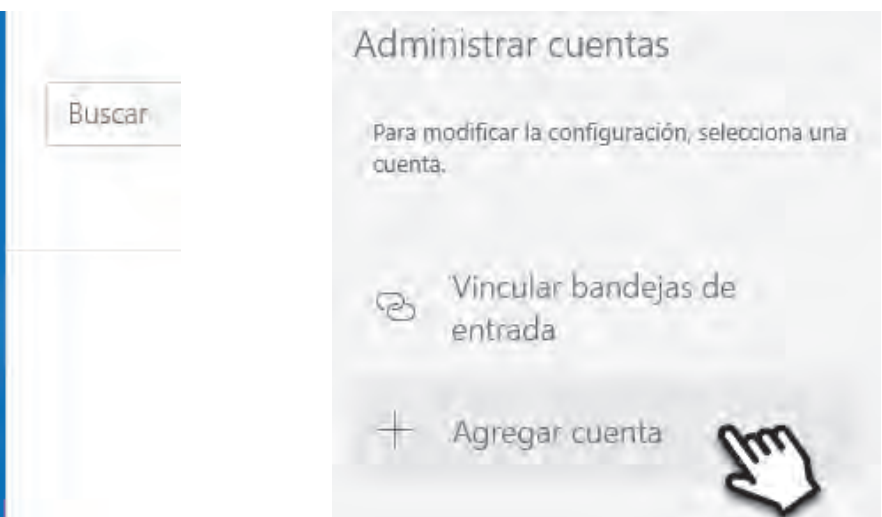 Buscar
Administrar cuentas
Para modificar la configuración, selecciona una
cuenta.
Vincular bandejas de
entrada
Agregar cuenta